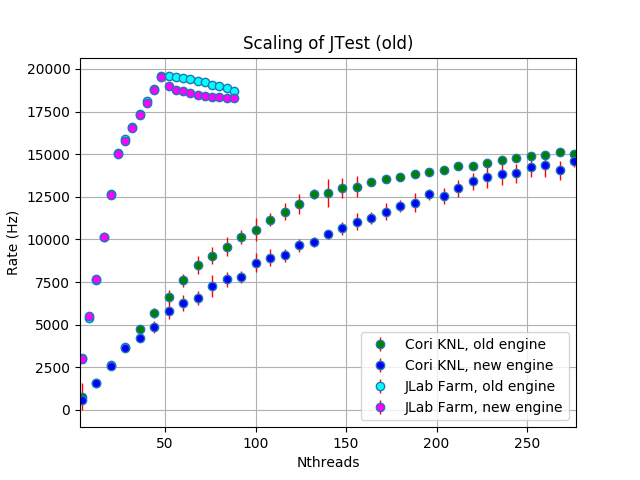 Scaling of JTest (old)
20000
17500
15000
12500
10000
7500
5000
2500
0
Rate (Hz)
50 100 150 200 250
Nthreads
Cori KNL, old engine
Cori KNL, new engine
JLab Farm, old engine
JLab Farm, new engine